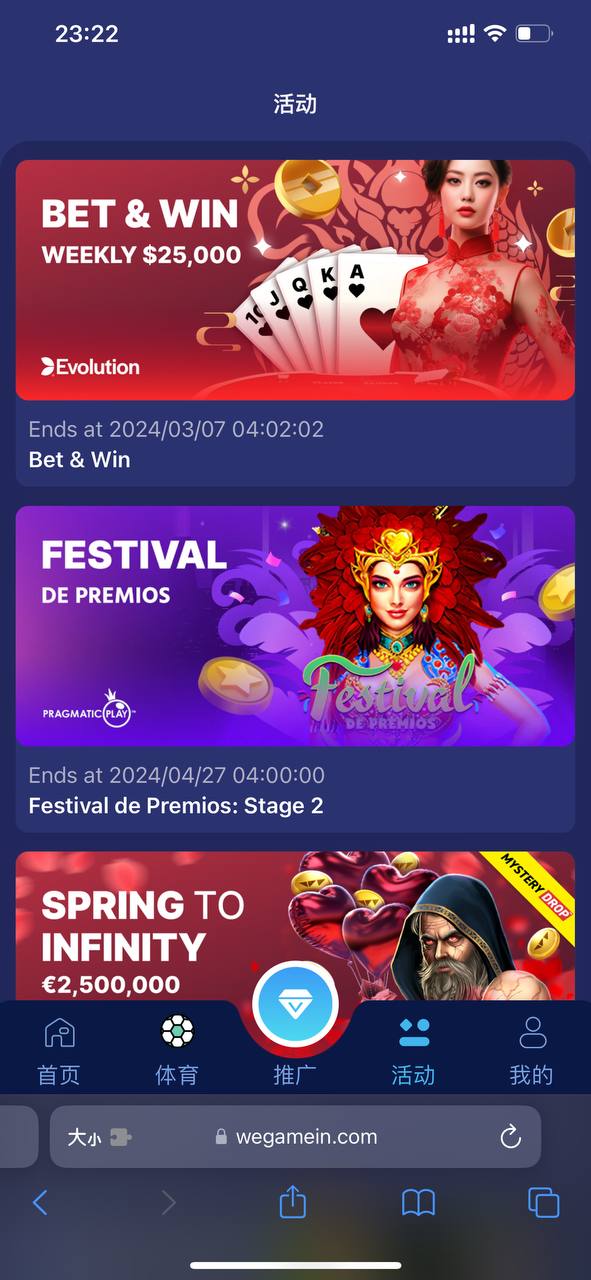 23:22
活动
BET & WIN
WEEKLY $25,000
10 J Q K A
Evolution
Ends at 2024/03/07 04:02:02
Bet & Win
FESTIVAL
DE PREMIOS
Festival
DE PREMIOS
PRAGMATIC PLAY™
Ends at 2024/04/27 04:00:00
Festival de Premios: Stage 2
MYSTERY DROP
SPRING TO
INFINITY
€2,500,000
首页 体育 推广 活动 我的
大小 wegamein.com